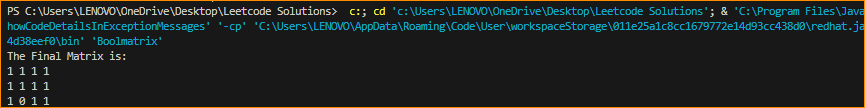 PS C:\Users\LENOVO\OneDrive\Desktop\Leetcode Solutions>  c:; cd 'c:\Users\LENOVO\OneDrive\Desktop\Leetcode Solutions'; & 'C:\Program Files\Java
howCodeDetailsInExceptionMessages' '-cp' 'C:\Users\LENOVO\AppData\Roaming\Code\User\workspaceStorage\011e25a1c8cc1679772e14d93cc438d0\redhat.ja
4d38eef0\bin' 'Boolmatrix'
The Final Matrix is:
1 1 1 1
1 1 1 1
1 0 1 1